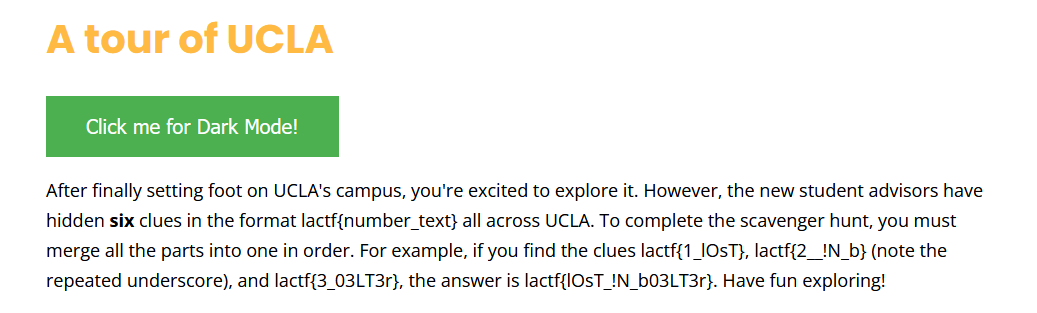 A tour of UCLA
Click me for Dark Mode!
After finally setting foot on UCLA's campus, you're excited to explore it. However, the new student advisors have
hidden six clues in the format lactf{number_text} all across UCLA. To complete the scavenger hunt, you must
merge all the parts into one in order. For example, if you find the clues lactf{1_lOsT}, lactf{2__!N_b} (note the
repeated underscore), and lactf{3_03LT3r}, the answer is lactf{lOsT_!N_b03LT3r}. Have fun exploring!